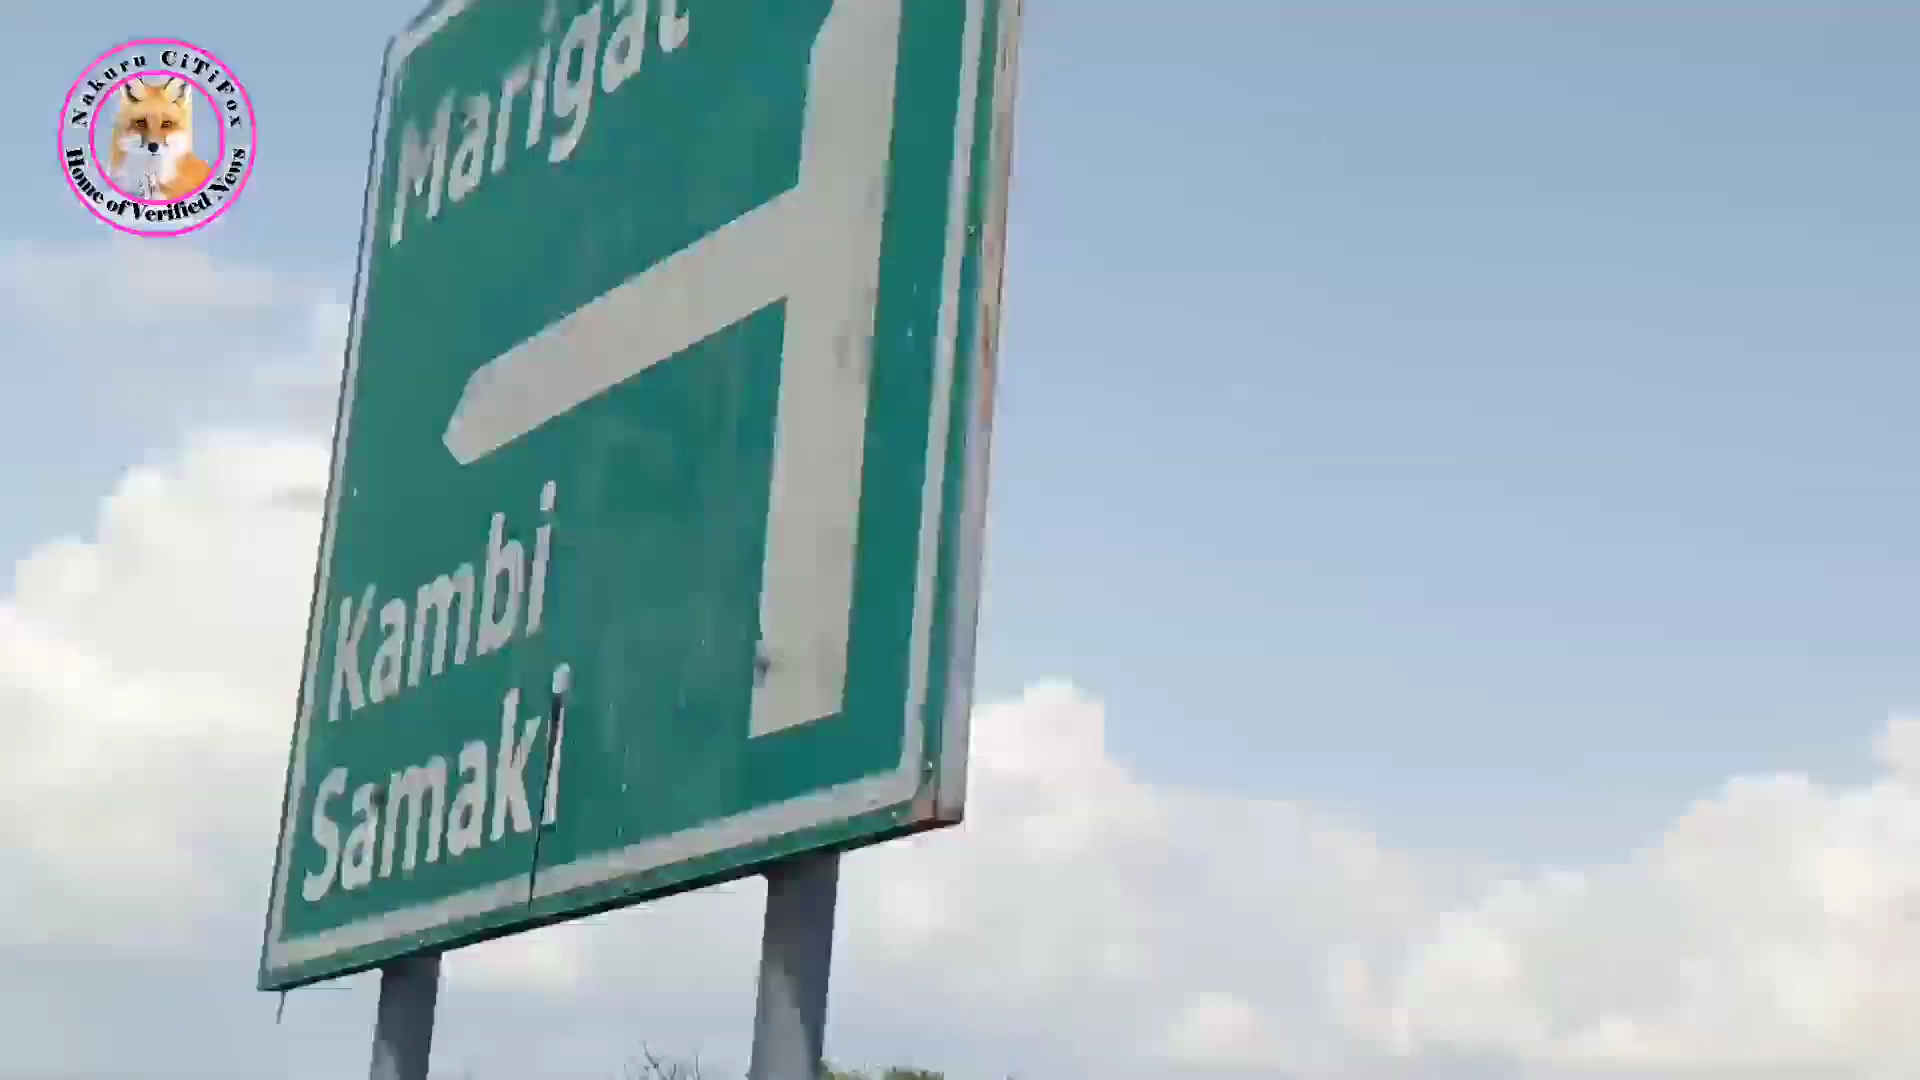 Nakuru CiTiFox
Home of Verified News
Marigat
Kambi
Samaki